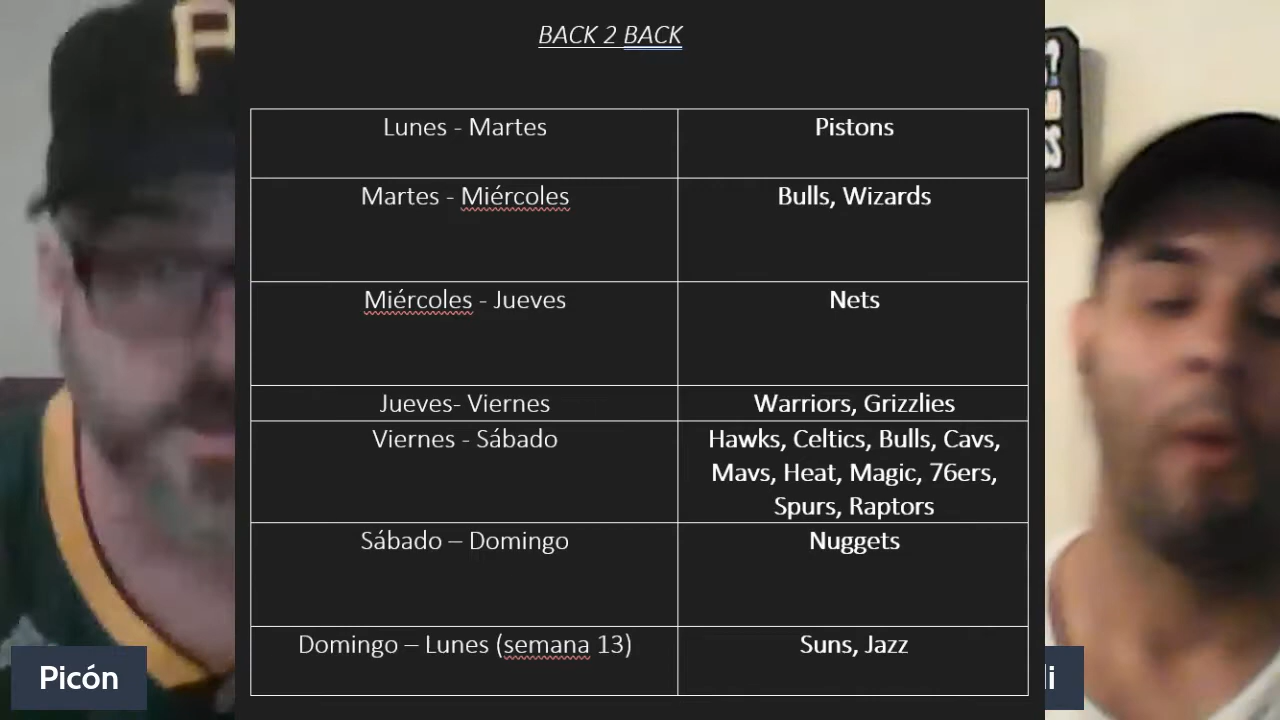 BACK 2 BACK
Lunes - Martes
Pistons
Martes - Miércoles
Bulls, Wizards
Miércoles - Jueves
Nets
Jueves- Viernes
Warriors, Grizzlies
Viernes - Sábado
Hawks, Celtics, Bulls, Cavs,
Mavs, Heat, Magic, 76ers,
Spurs, Raptors
Sábado – Domingo
Nuggets
Domingo – Lunes (semana 13)
Suns, Jazz
P
Picón